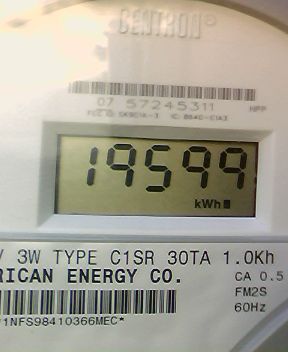 CENTRON®
07 57245311
19599
kWh
V 3W TYPE C1SR 30TA 1.0Kh
RICAN ENERGY CO.
CA 0.5
FM2S
60Hz
1NFS98410366MEC*